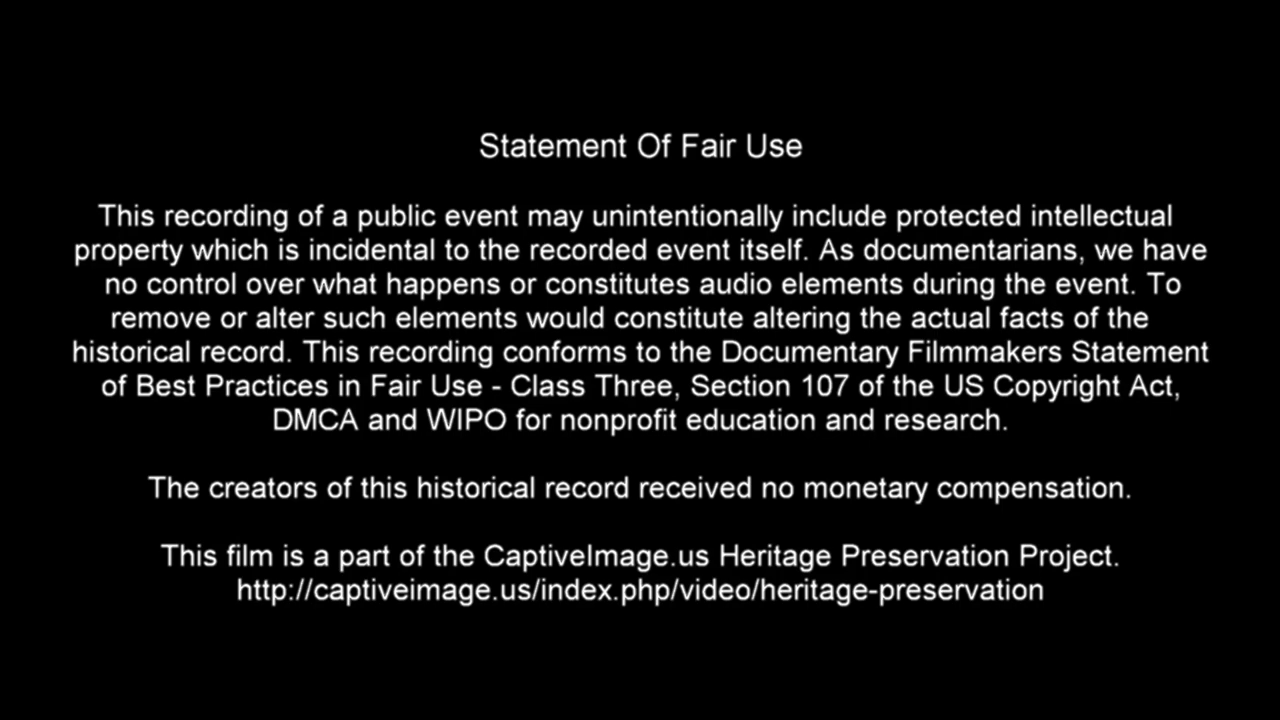 Statement Of Fair Use
This recording of a public event may unintentionally include protected intellectual
property which is incidental to the recorded event itself. As documentarians, we have
no control over what happens or constitutes audio elements during the event. To
remove or alter such elements would constitute altering the actual facts of the
historical record. This recording conforms to the Documentary Filmmakers Statement
of Best Practices in Fair Use - Class Three, Section 107 of the US Copyright Act,
DMCA and WIPO for nonprofit education and research.
The creators of this historical record received no monetary compensation.
This film is a part of the CaptiveImage.us Heritage Preservation Project.
http://captiveimage.us/index.php/video/heritage-preservation